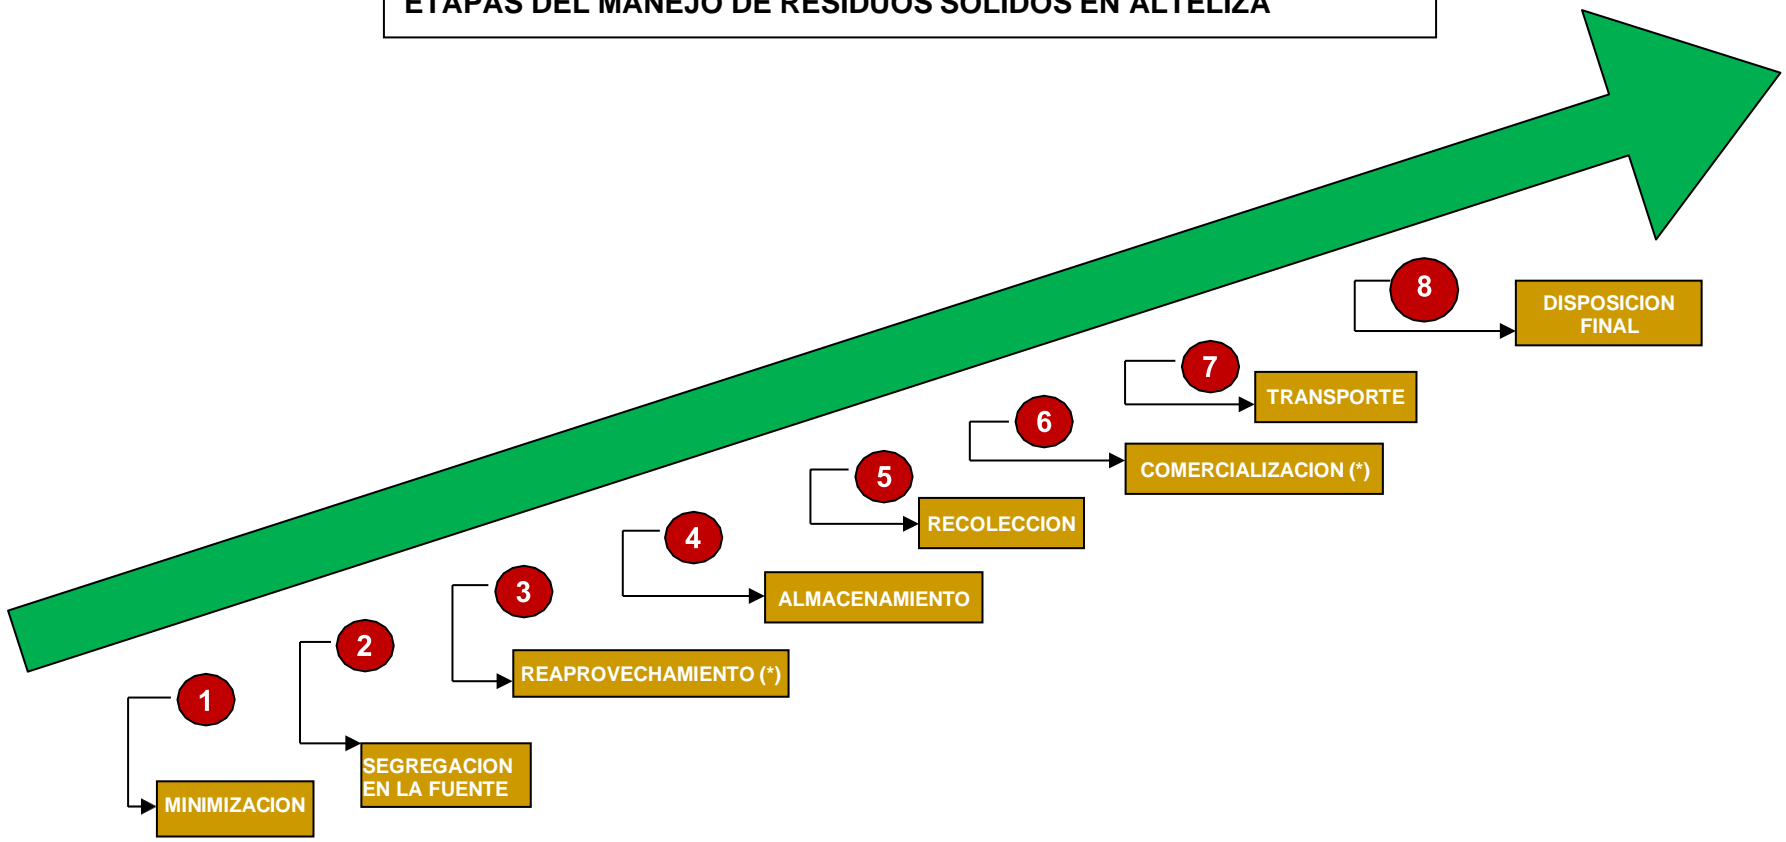 ETAPAS DEL MANEJO DE RESIDUOS SOLIDOS EN ALTELIZA
8
DISPOSICION
FINAL
7
TRANSPORTE
6
COMERCIALIZACION (*)
5
RECOLECCION
4
ALMACENAMIENTO
3
REAPROVECHAMIENTO (*)
2
SEGREGACION
EN LA FUENTE
1
MINIMIZACION